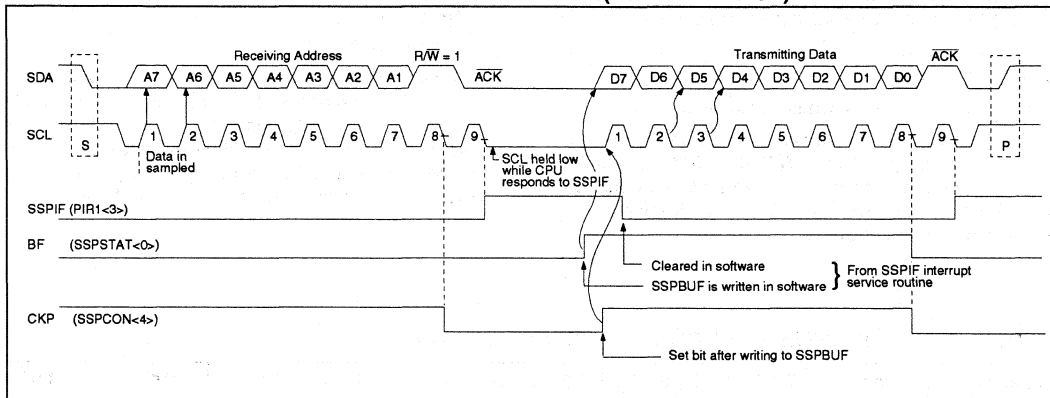 Receiving Address R/W = 1 Transmitting Data
SDA A7 A6 A5 A4 A3 A2 A1 ACK D7 D6 D5 D4 D3 D2 D1 D0 ACK
SCL S 1 2 3 4 5 6 7 8 9 1 2 3 4 5 6 7 8 9 P
Data in
sampled
SCL held low
while CPU
responds to SSPIF
SSPIF (PIR1<3>)
BF (SSPSTAT<0>)
Cleared in software
SSPBUF is written in software
} From SSPIF interrupt
service routine
CKP (SSPCON<4>)
Set bit after writing to SSPBUF